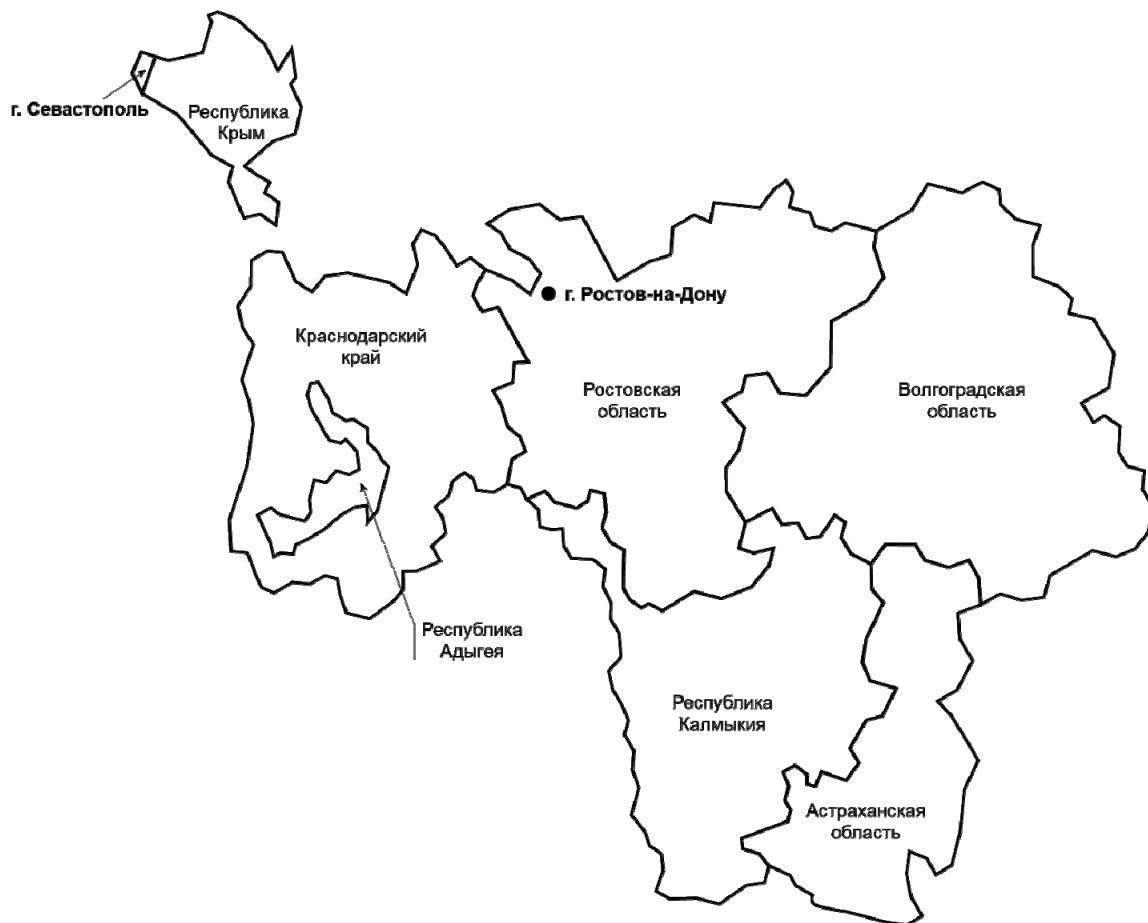 г. Севастополь
Республика
Крым
г. Ростов-на-Дону
Краснодарский
край
Ростовская
область
Волгоградская
область
Республика
Адыгея
Республика
Калмыкия
Астраханская
область